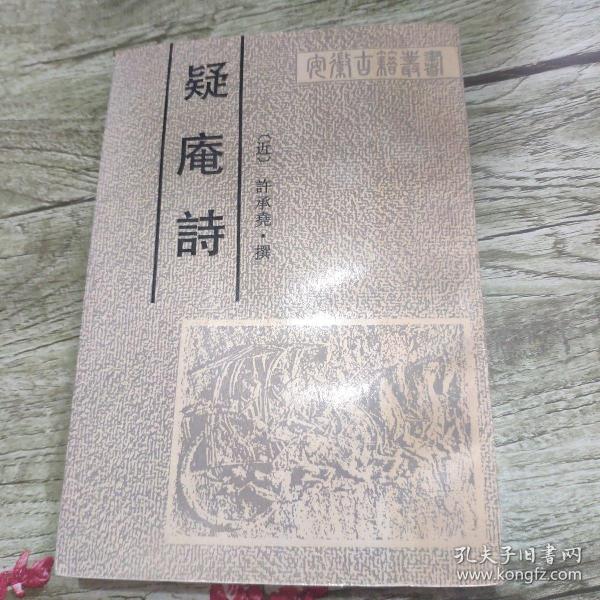 安徽古籍叢書
疑庵詩
（近） 許承堯·撰
孔夫子旧书网
www.kongfz.com